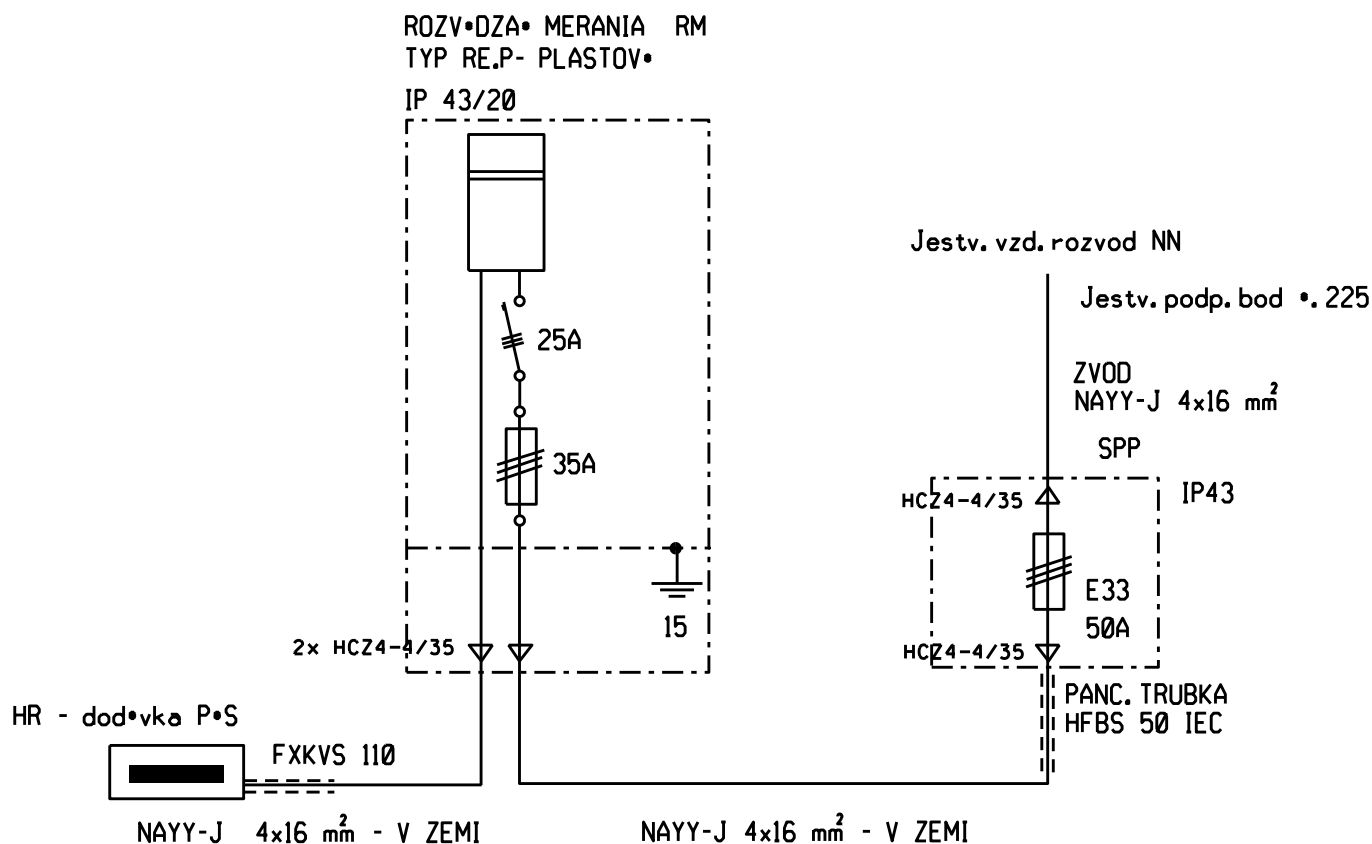 ROZV•DZA• MERANIA RM
TYP RE.P- PLASTOV•
IP 43/20
Jestv. vzd. rozvod NN
Jestv. podp. bod •. 225
25A
ZVOD
NAYY-J 4x16 mm²
SPP
35A
HCZ4-4/35
IP43
E33
50A
15
2x HCZ4-4/35
HCZ4-4/35
PANC. TRUBKA
HFBS 50 IEC
HR - dod•vka P•S
FXKVS 110
NAYY-J 4x16 mm² - V ZEMI
NAYY-J 4x16 mm² - V ZEMI